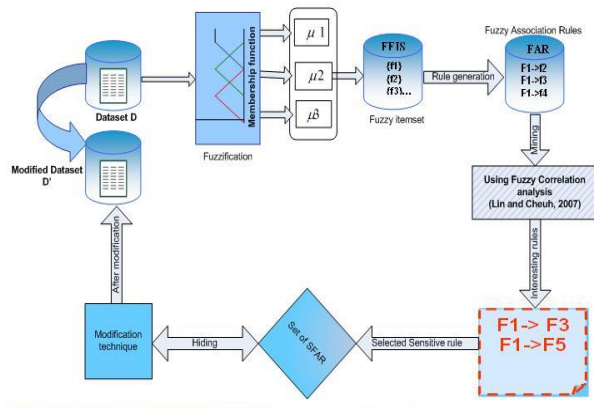 Dataset D
Modified Dataset
D'
Membership function
Fuzzification
μ 1
μ2
μ3
FFIS
{f1}
{f2}
{f3}...
Fuzzy itemset
Rule generation
Fuzzy Association Rules
FAR
F1->f2
F1->f3
F1->f4
Mining
Using Fuzzy Correlation
analysis
(Lin and Cheuh, 2007)
Interesting rules
F1-> F3
F1->F5
Selected Sensitive rule
Set of SFAR
Hiding
Modification
technique
After modification